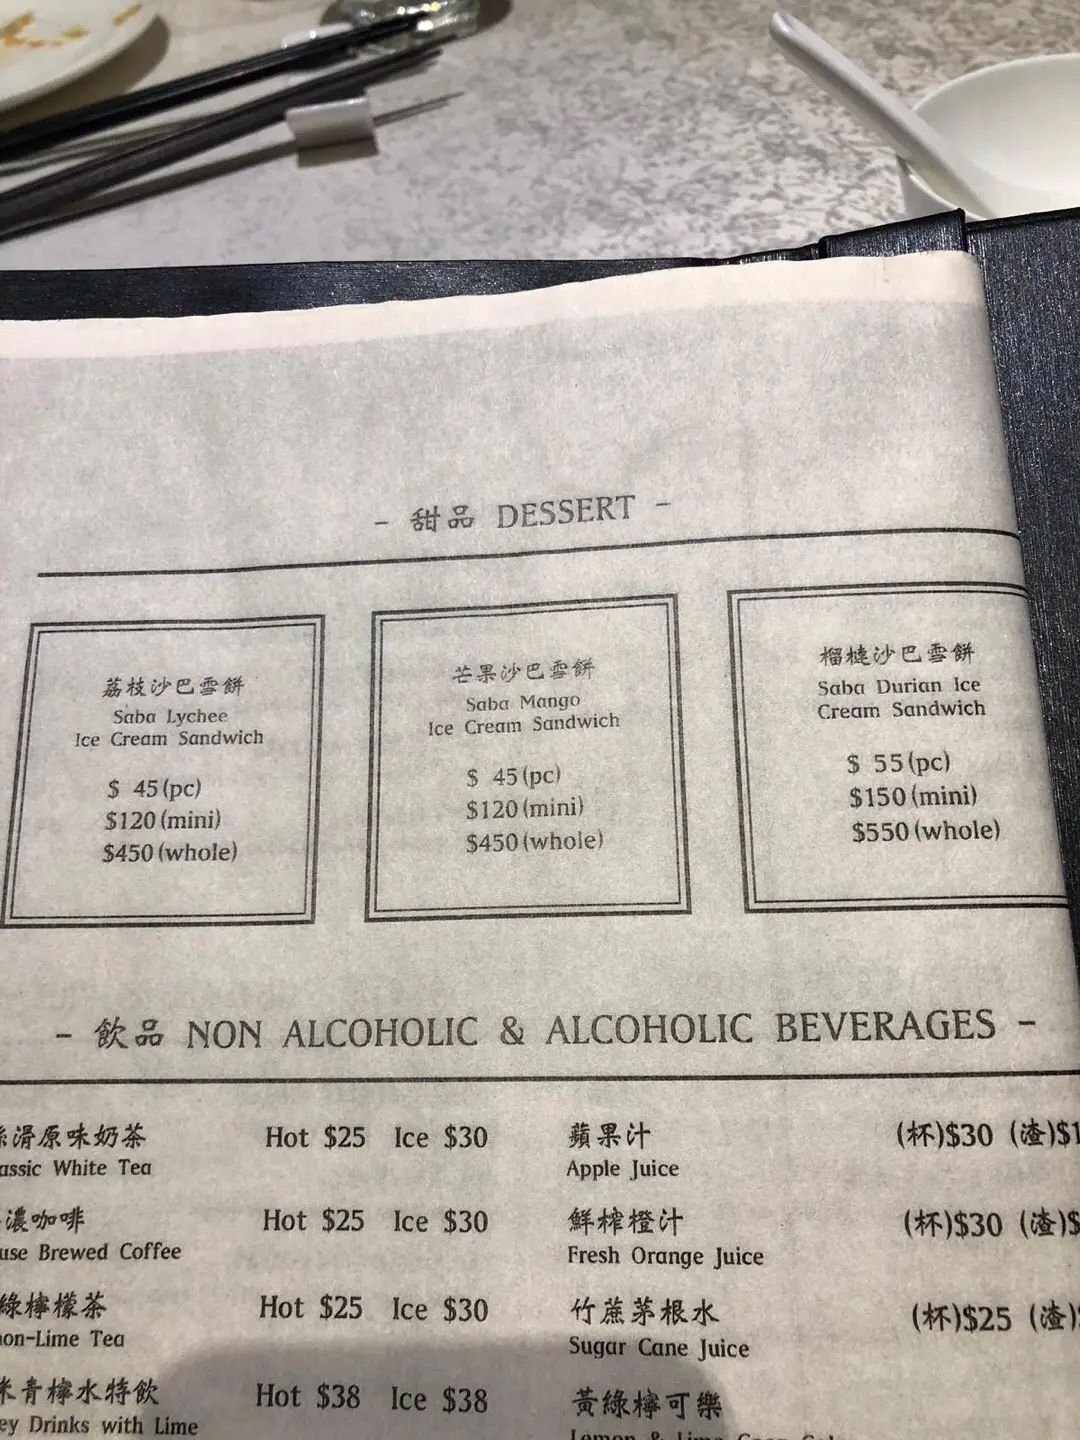 - 甜品 DESSERT -
荔枝沙巴雪餅
Saba Lychee
Ice Cream Sandwich
$ 45(pc)
$120(mini)
$450(whole)
芒果沙巴雪餅
Saba Mango
Ice Cream Sandwich
$ 45(pc)
$120(mini)
$450(whole)
榴槤沙巴雪餅
Saba Durian Ice
Cream Sandwich
$ 55(pc)
$150(mini)
$550(whole)
- 飲品 NON ALCOHOLIC & ALCOHOLIC BEVERAGES -
滑原味奶茶 Hot $25 Ice $30
White Tea
濃咖啡 Hot $25 Ice $30
Brewed Coffee
綠檸檬茶 Hot $25 Ice $30
Tea
青檸水特飲 Hot $38 Ice $38
Drinks with Lime
蘋果汁 (杯)$30 (渣)
Apple Juice
鮮榨橙汁 (杯)$30 (渣)
Fresh Orange Juice
竹蔗茅根水 (杯)$25 (渣)
Sugar Cane Juice
黃綠檸可樂